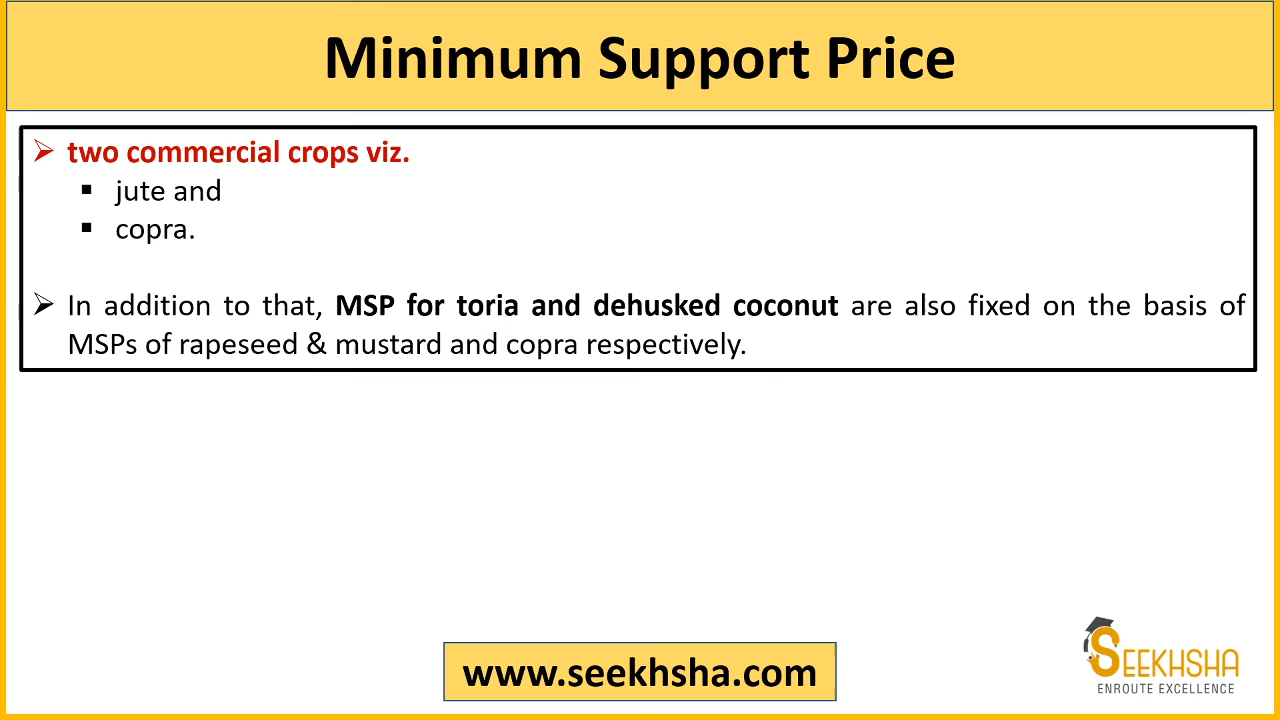 Minimum Support Price
➢ two commercial crops viz.
▪ jute and
▪ copra.
➢ In addition to that, MSP for toria and dehusked coconut are also fixed on the basis of
MSPs of rapeseed & mustard and copra respectively.
www.seekhsha.com
SEEKHSHA
ENROUTE EXCELLENCE